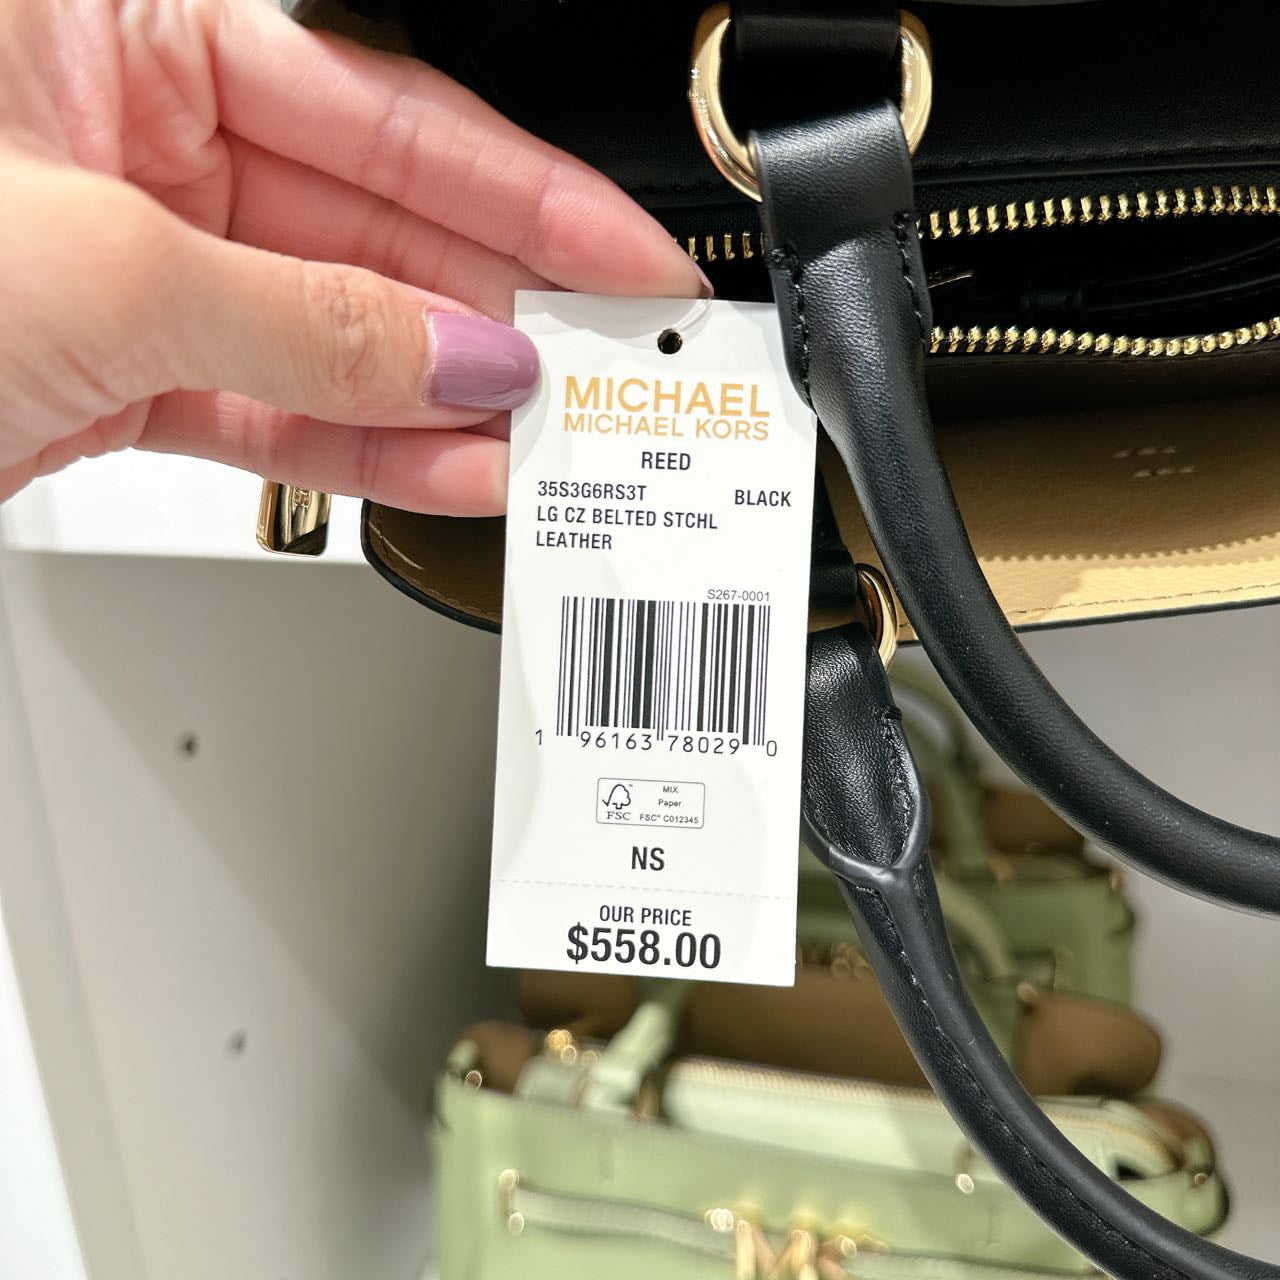 MICHAEL
MICHAEL KORS
REED
35S3G6RS3T BLACK
LG CZ BELTED STCHL
LEATHER
S267-0001
1 96163 78029 0
MIX
Paper
FSC™ C012345
FSC
NS
OUR PRICE
$558.00